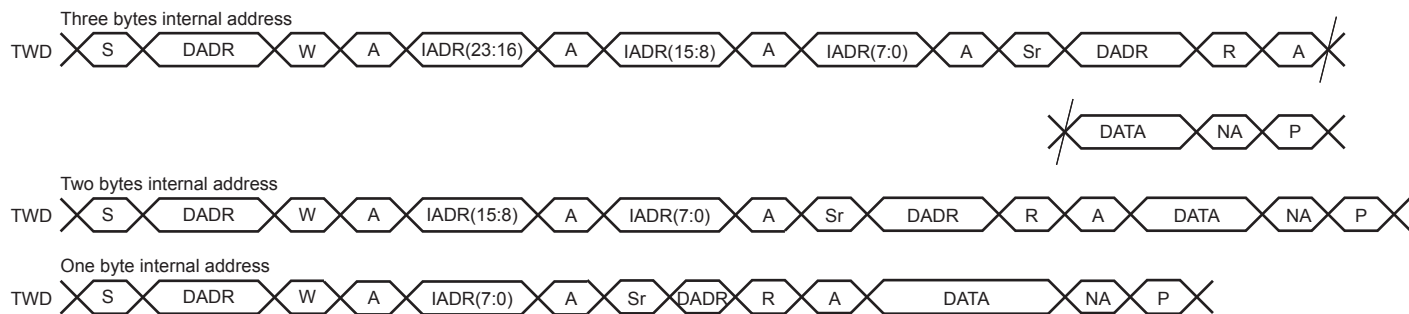 Three bytes internal address
TWD S DADR W A IADR(23:16) A IADR(15:8) A IADR(7:0) A Sr DADR R A
DATA NA P
Two bytes internal address
TWD S DADR W A IADR(15:8) A IADR(7:0) A Sr DADR R A DATA NA P
One byte internal address
TWD S DADR W A IADR(7:0) A Sr DADR R A DATA NA P